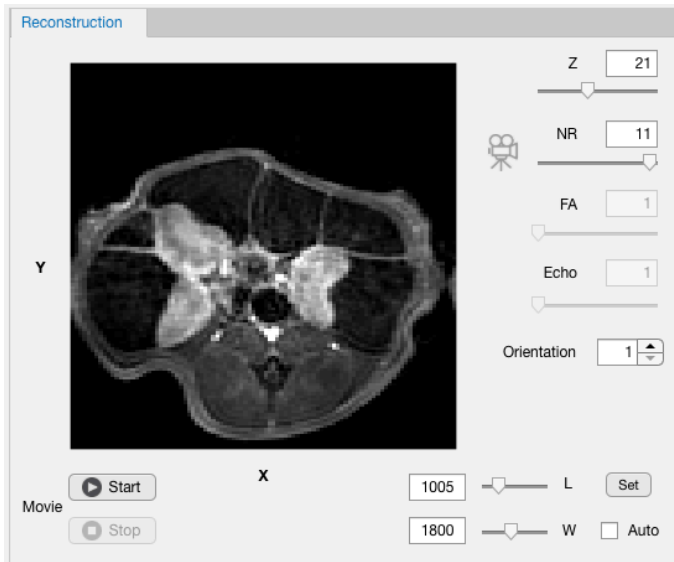 Reconstruction
Z 21
NR 11
FA 1
Y
Echo 1
Orientation 1
X
Movie
Start
Stop
1005 L Set
1800 W Auto